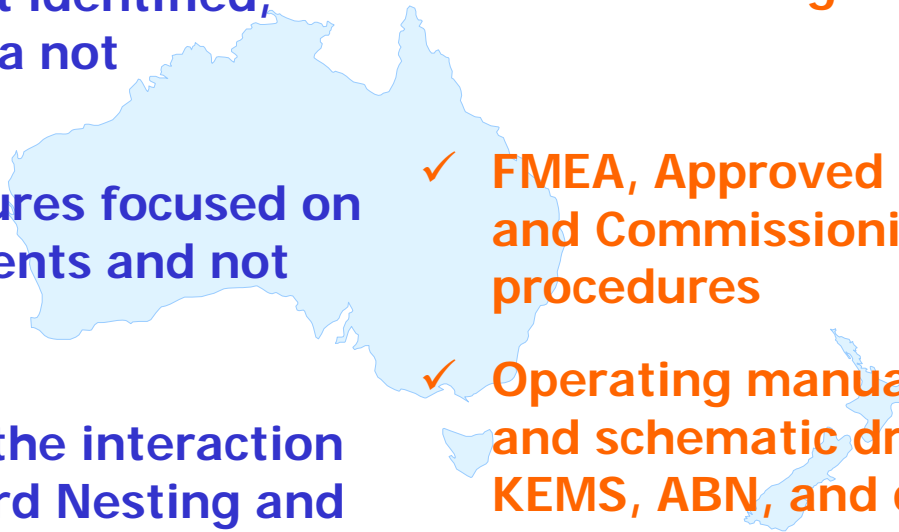 t identified,
a not
ures focused on
ents and not
the interaction
rd Nesting and
g
✓ FMEA, Approved
and Commissioni
procedures
✓ Operating manua
and schematic dr
KEMS, ABN, and